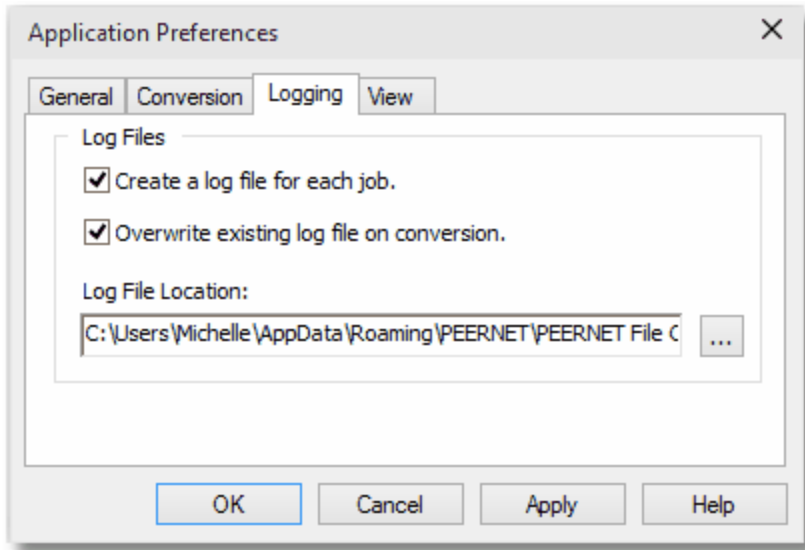 Application Preferences
General Conversion Logging View
Log Files
Create a log file for each job.
Overwrite existing log file on conversion.
Log File Location:
C:\Users\Michelle\AppData\Roaming\PEERNET\PEERNET File C
...
OK Cancel Apply Help